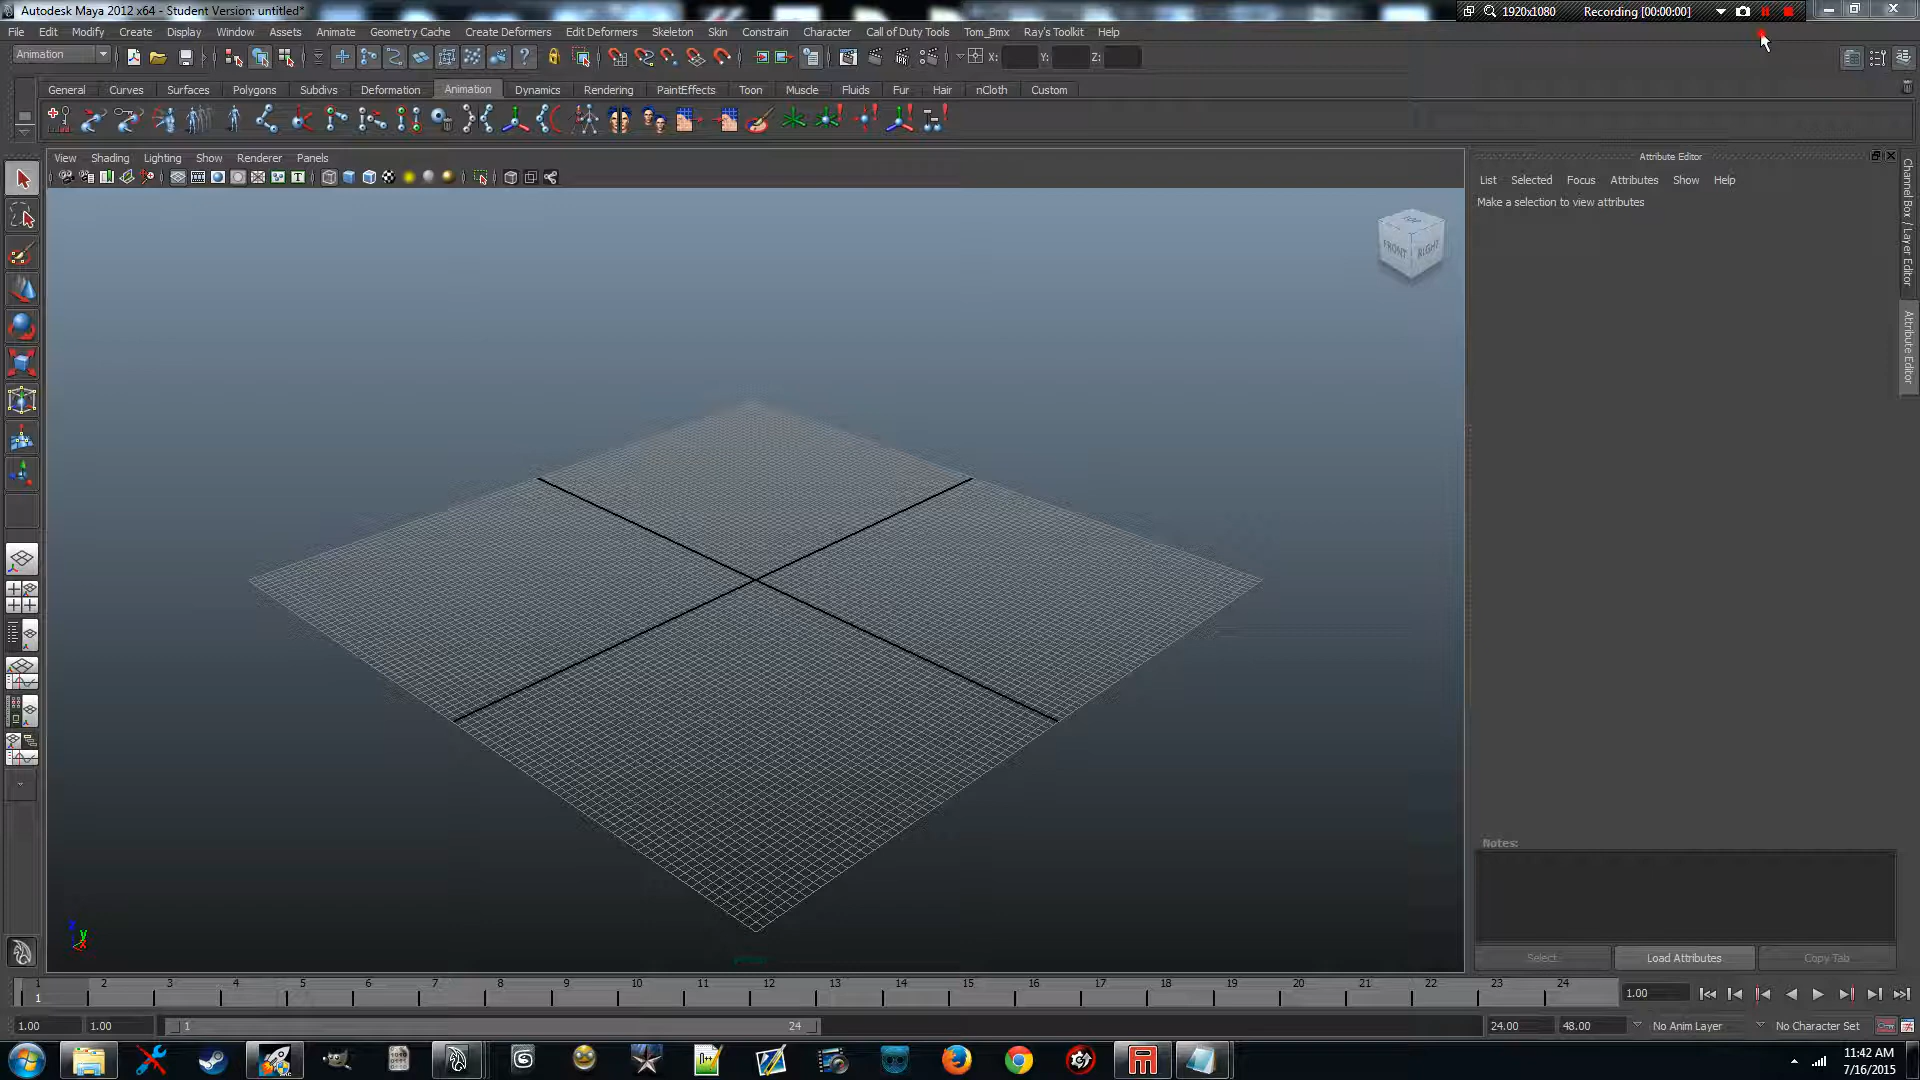 Autodesk Maya 2012 x64 - Student Version: untitled*
1920x1080 Recording [00:00:00]
File Edit Modify Create Display Window Assets Animate Geometry Cache Create Deformers Edit Deformers Skeleton Skin Constrain Character Call of Duty Tools Tom_Bmx Ray's Toolkit Help
Animation X: Y: Z:
General Curves Surfaces Polygons Subdivs Deformation Animation Dynamics Rendering PaintEffects Toon Muscle Fluids Fur Hair nCloth Custom
View Shading Lighting Show Renderer Panels
Attribute Editor
List Selected Focus Attributes Show Help
Make a selection to view attributes
Channel Box / Layer Editor
Attribute Editor
TOP
FRONT RIGHT
Notes:
Select Load Attributes Copy Tab
z
y
x
persp
1 2 3 4 5 6 7 8 9 10 11 12 13 14 15 16 17 18 19 20 21 22 23 24
1
1.00
1.00 1.00 1 24 24.00 48.00 No Anim Layer No Character Set
11:42 AM
7/16/2015